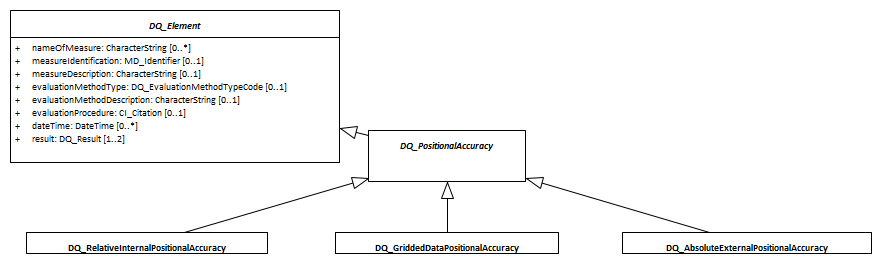 DQ_Element
+ nameOfMeasure: CharacterString [0..*]
+ measureIdentification: MD_Identifier [0..1]
+ measureDescription: CharacterString [0..1]
+ evaluationMethodType: DQ_EvaluationMethodTypeCode [0..1]
+ evaluationMethodDescription: CharacterString [0..1]
+ evaluationProcedure: CI_Citation [0..1]
+ dateTime: DateTime [0..*]
+ result: DQ_Result [1..2]
DQ_PositionalAccuracy
DQ_RelativeInternalPositionalAccuracy
DQ_GriddedDataPositionalAccuracy
DQ_AbsoluteExternalPositionalAccuracy